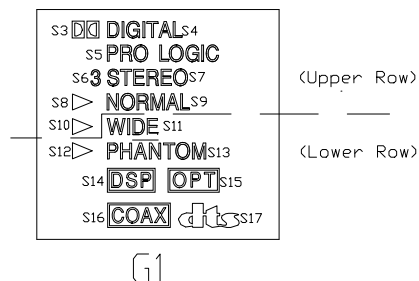 S3 DIGITAL S4
S5 PRO LOGIC
S6 3 STEREO S7
(Upper Row)
S8 NORMAL S9
S10 WIDE S11
S12 PHANTOM S13
(Lower Row)
S14 DSP OPT S15
S16 COAX dts S17
G1